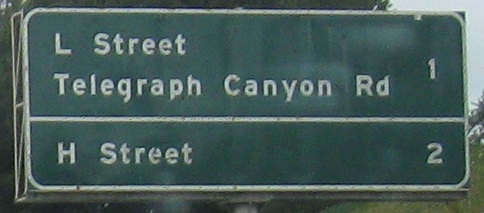 L Street
Telegraph Canyon Rd 1
H Street 2